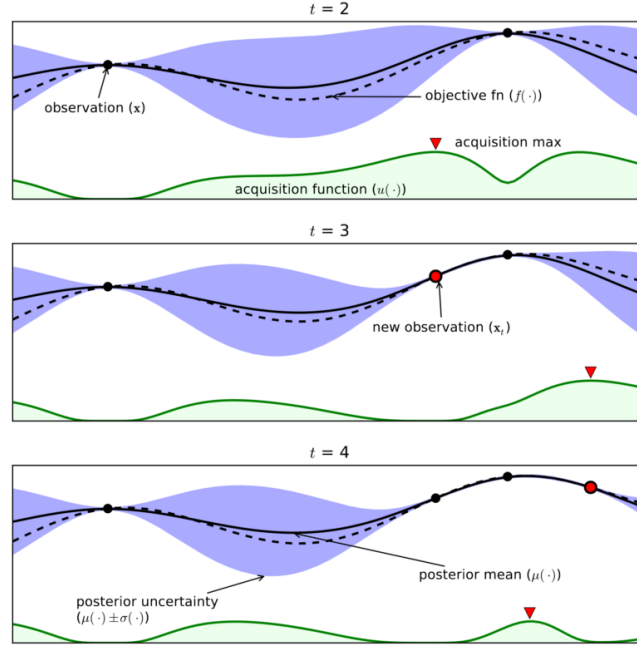 t = 2
observation (x)
objective fn (f(·))
acquisition max
acquisition function (u(·))
t = 3
new observation (xₜ)
t = 4
posterior mean (μ(·))
posterior uncertainty
(μ(·)±σ(·))